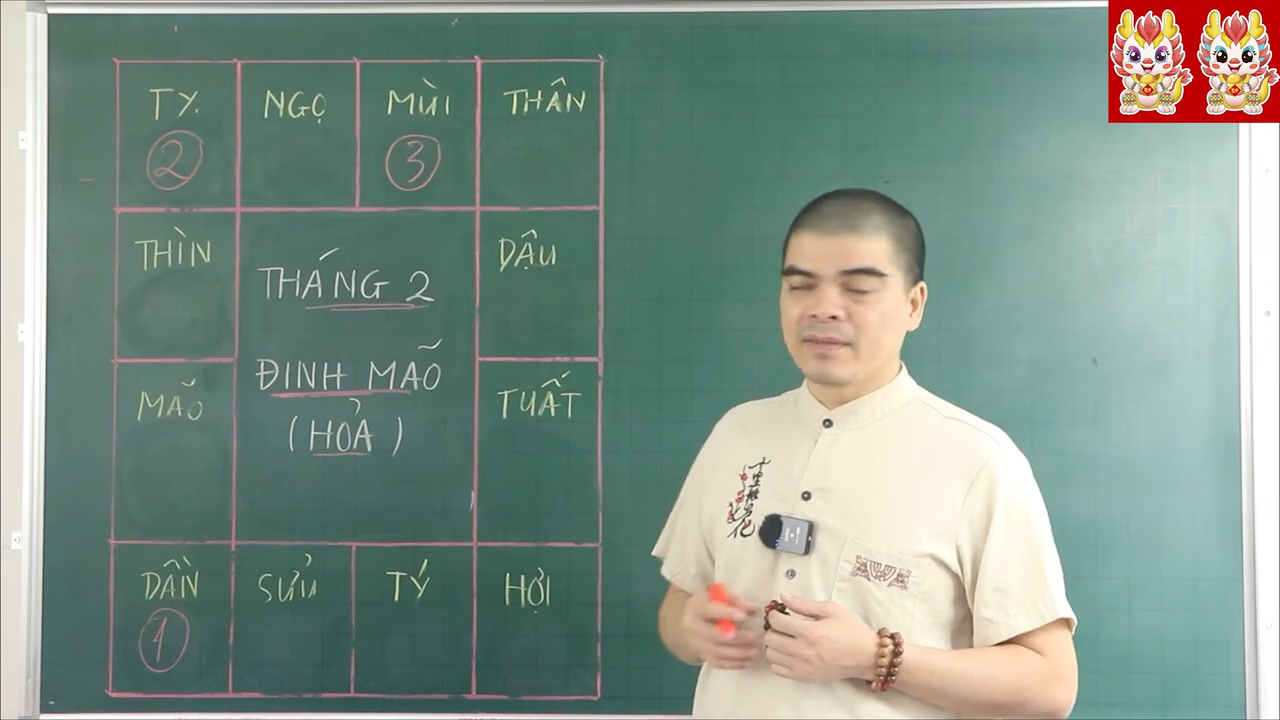 TỴ NGỌ MÙI THÂN
2 3
THÌN DẬU
THÁNG 2
ĐINH MÃO
(HỎA)
MÃO TUẤT
DẦN SỬU TÝ HỢI
1